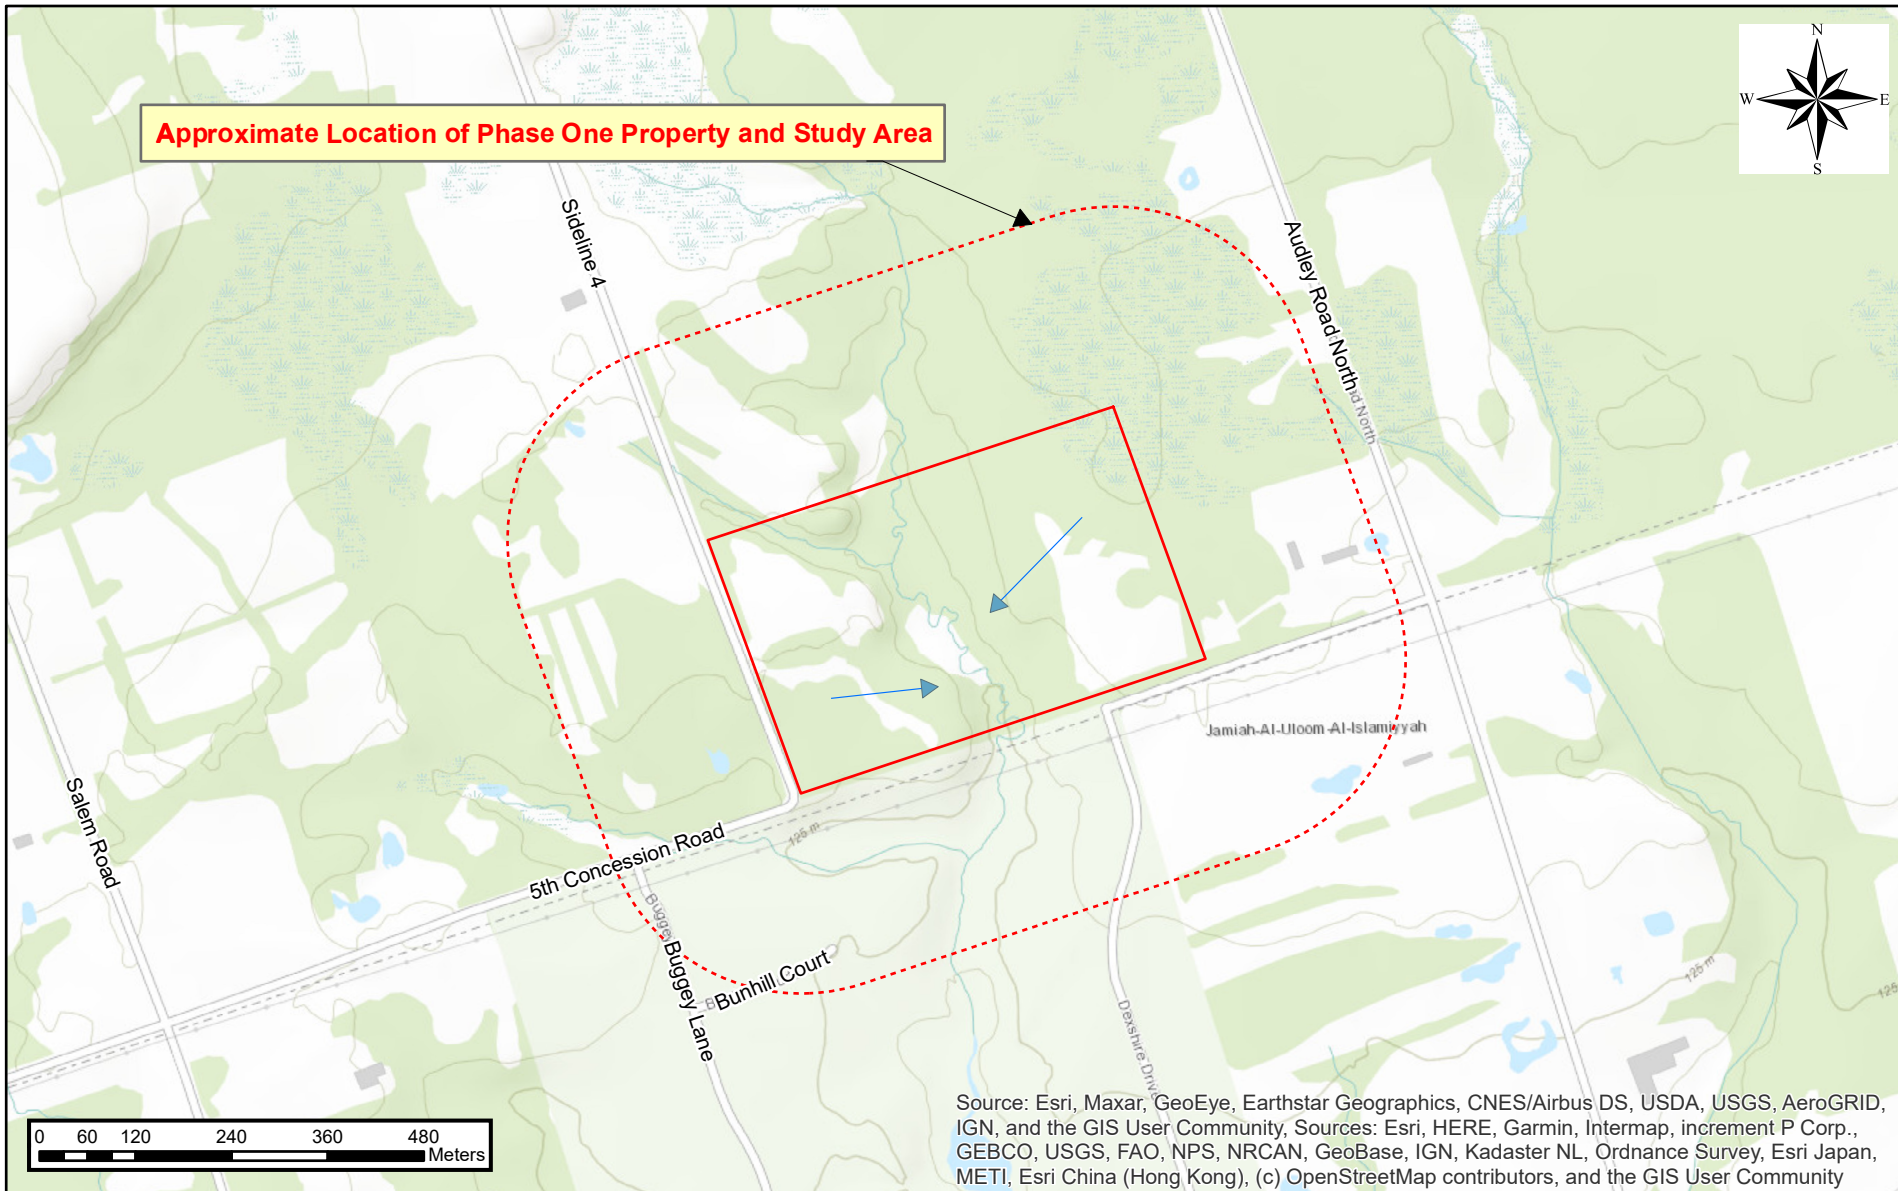 N
W
E
S
Approximate Location of Phase One Property and Study Area
Sideline 4
Audley Road North
d North
Jamiah-Al-Uloom-Al-Islamiyyah
5th Concession Road
125 m
Salem Road
Bugge
Buggey Lane
B
Bunhill Court
Dexshire Drive
125 m
125
0 60 120 240 360 480
Meters
Source: Esri, Maxar, GeoEye, Earthstar Geographics, CNES/Airbus DS, USDA, USGS, AeroGRID,
IGN, and the GIS User Community, Sources: Esri, HERE, Garmin, Intermap, increment P Corp.,
GEBCO, USGS, FAO, NPS, NRCAN, GeoBase, IGN, Kadaster NL, Ordnance Survey, Esri Japan,
METI, Esri China (Hong Kong), (c) OpenStreetMap contributors, and the GIS User Community